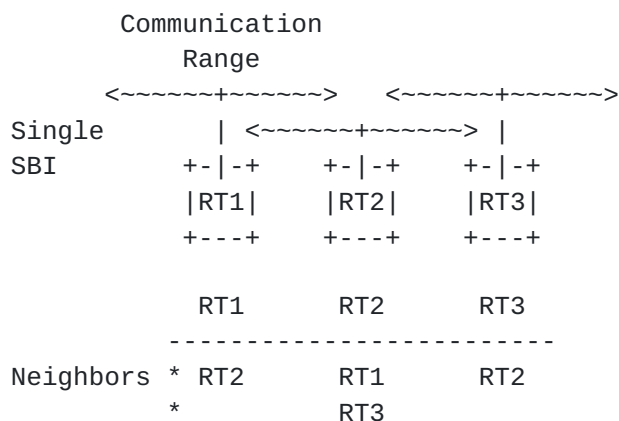 Communication
Range
<~~~~~~+~~~~~~>   <~~~~~~+~~~~~~>
Single       | <~~~~~~+~~~~~~> |
SBI        +-|-+    +-|-+    +-|-+
|RT1|    |RT2|    |RT3|
+---+    +---+    +---+
RT1      RT2      RT3
-------------------------
Neighbors * RT2      RT1      RT2
*          RT3